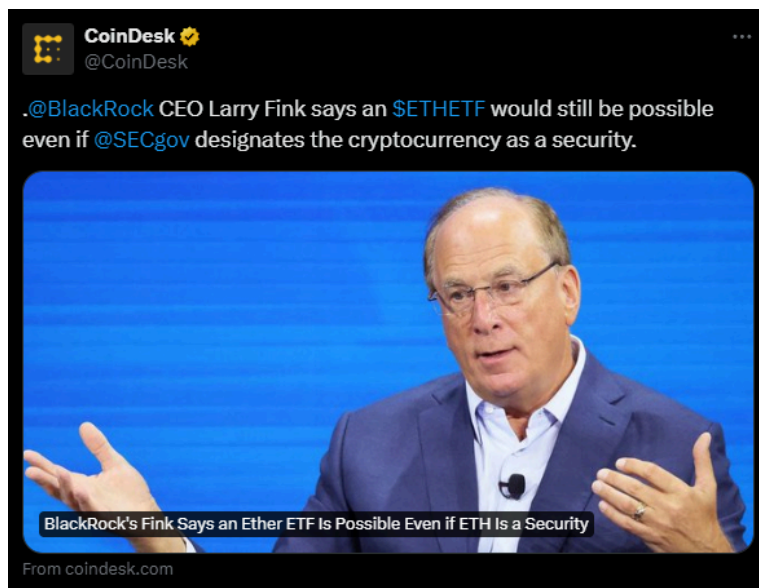 CoinDesk
@CoinDesk
.@BlackRock CEO Larry Fink says an $ETHETF would still be possible
even if @SECgov designates the cryptocurrency as a security.
BlackRock's Fink Says an Ether ETF Is Possible Even if ETH Is a Security
From coindesk.com